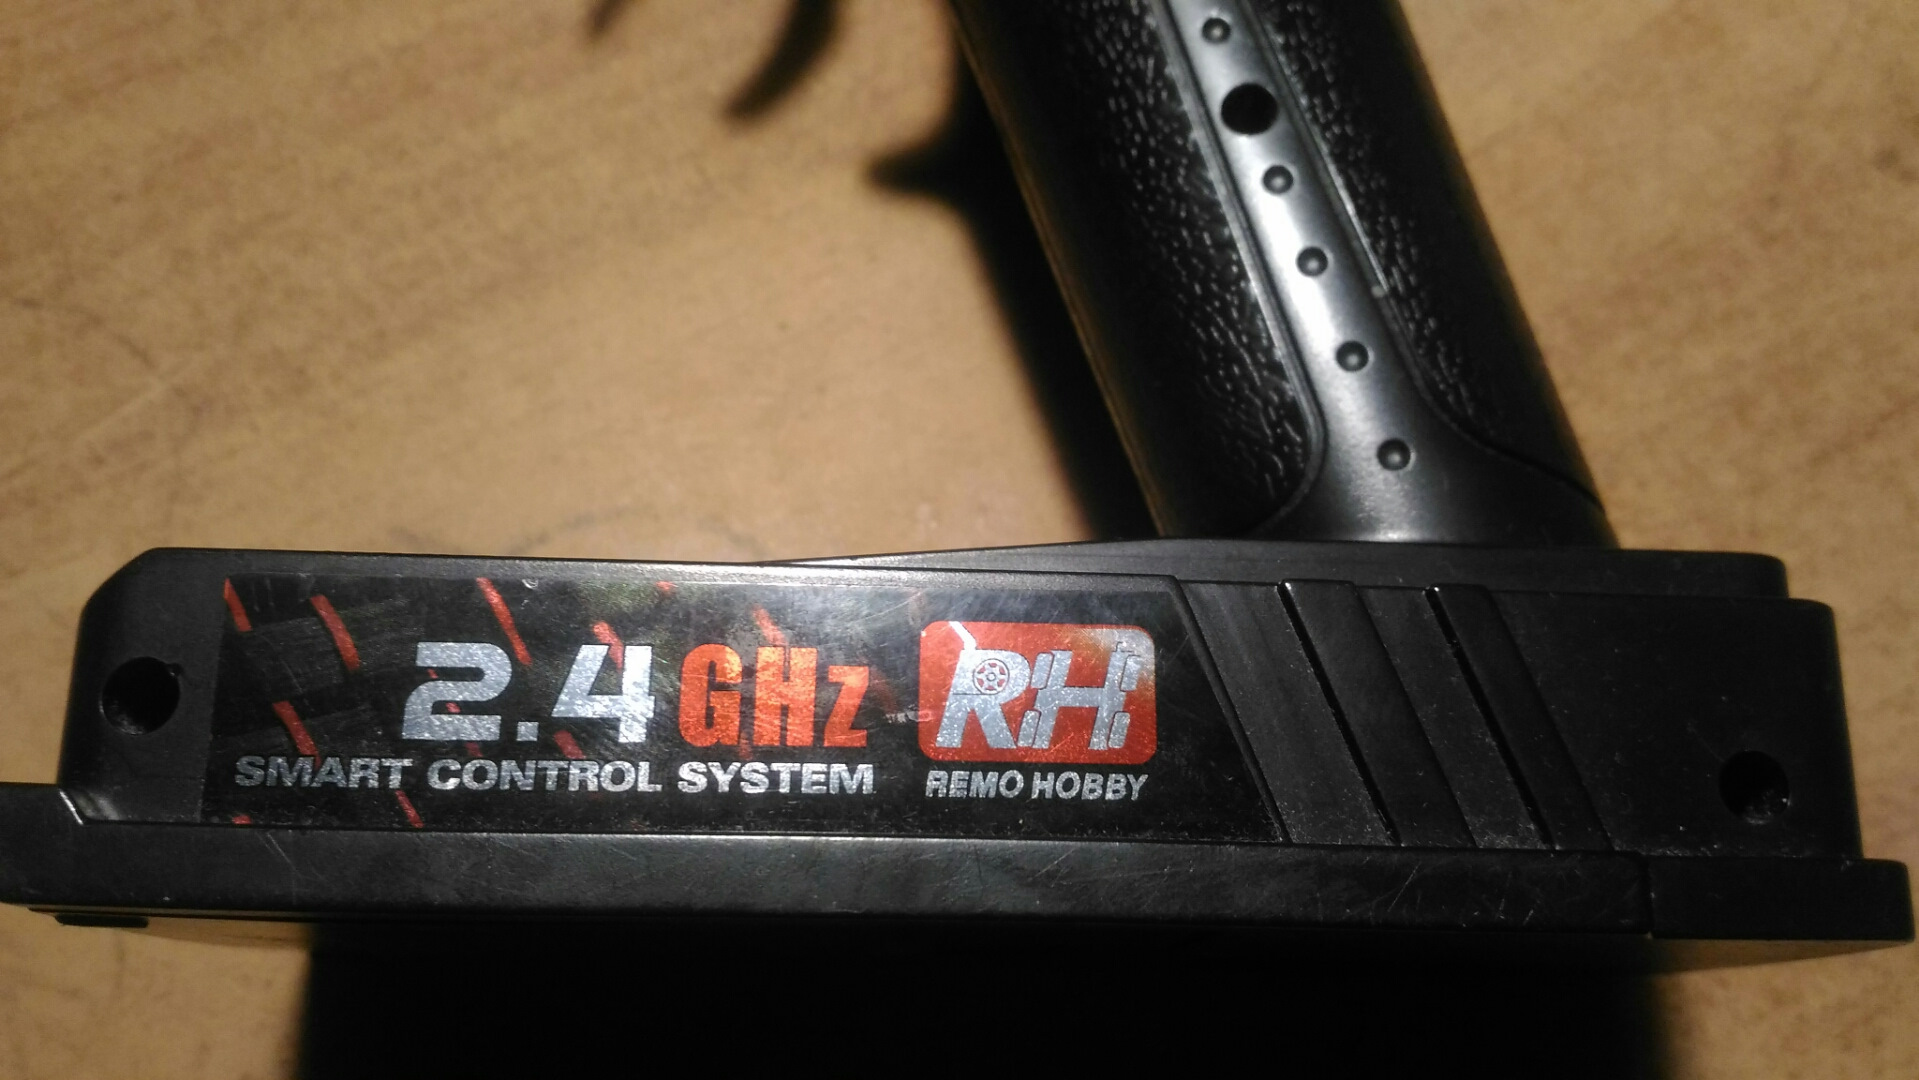 2.4 GHz
SMART CONTROL SYSTEM
RH
REMO HOBBY